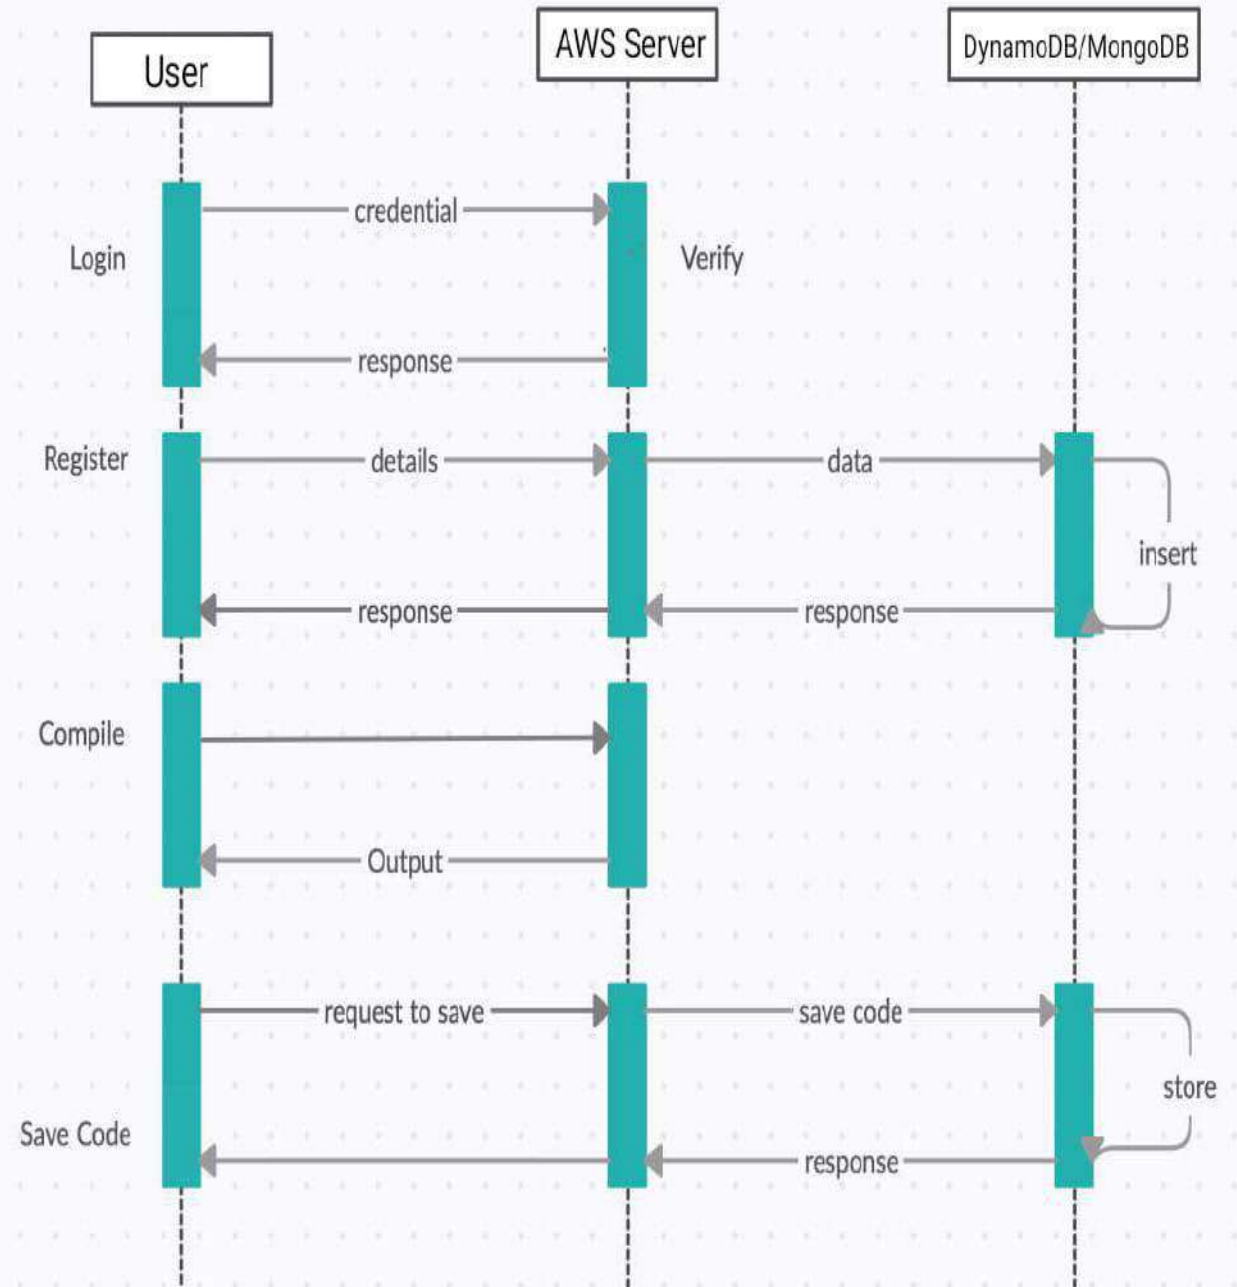 User
AWS Server
DynamoDB/MongoDB
credential
Login
Verify
response
Register
details
data
insert
response
response
Compile
Output
request to save
save code
store
Save Code
response